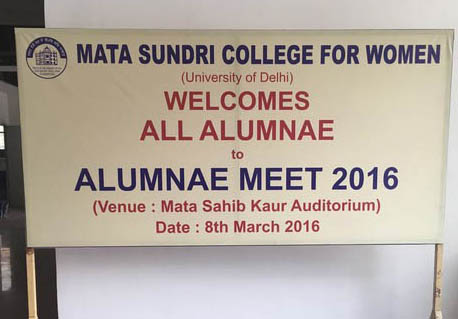 MATA SUNDRI COLLEGE FOR WOMEN
(University of Delhi)
WELCOMES
ALL ALUMNAE
to
ALUMNAE MEET 2016
(Venue : Mata Sahib Kaur Auditorium)
Date : 8th March 2016